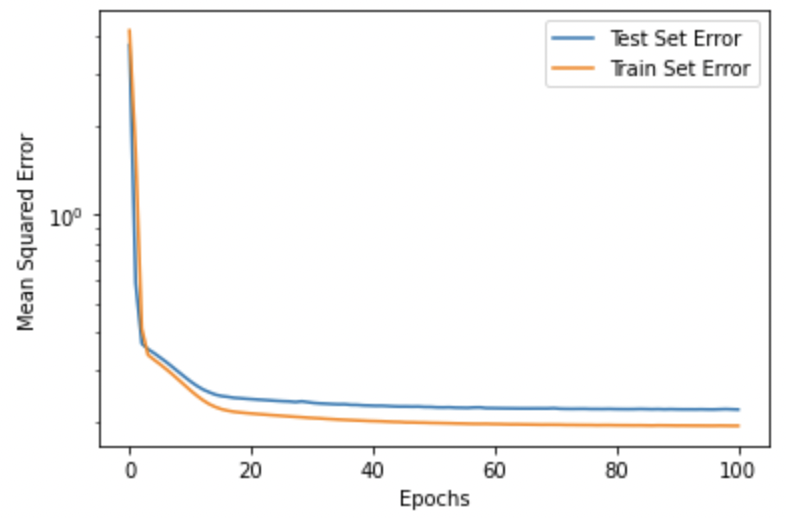 Test Set Error
Train Set Error
Mean Squared Error
10⁰
0 20 40 60 80 100
Epochs